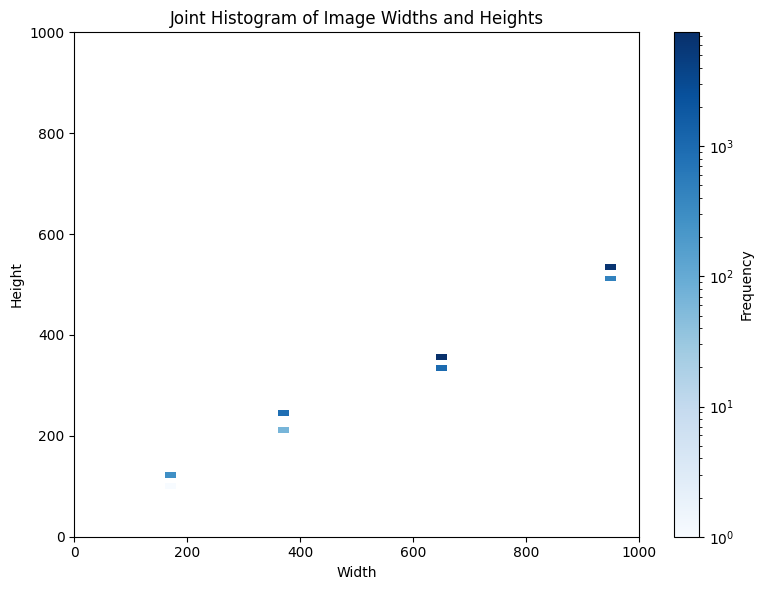 Joint Histogram of Image Widths and Heights
1000
800
600
400
200
0
Height
0 200 400 600 800 1000
Width
10³
10²
10¹
10⁰
Frequency